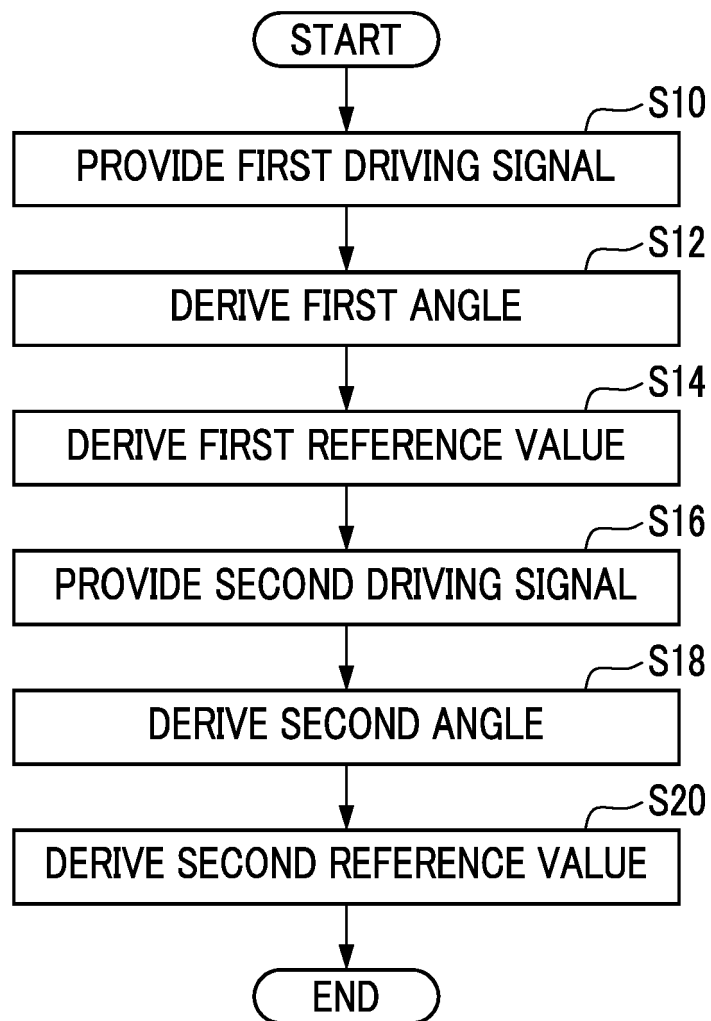 START
S10
PROVIDE FIRST DRIVING SIGNAL
S12
DERIVE FIRST ANGLE
S14
DERIVE FIRST REFERENCE VALUE
S16
PROVIDE SECOND DRIVING SIGNAL
S18
DERIVE SECOND ANGLE
S20
DERIVE SECOND REFERENCE VALUE
END